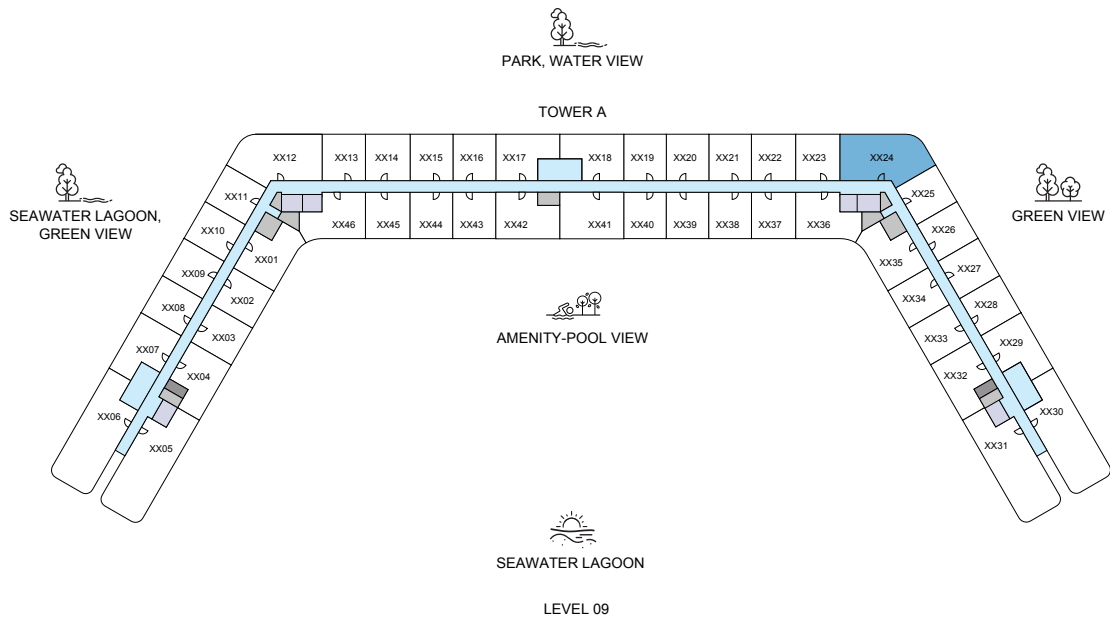 PARK, WATER VIEW
TOWER A
XX12 XX13 XX14 XX15 XX16 XX17 XX18 XX19 XX20 XX21 XX22 XX23 XX24
SEAWATER LAGOON,
GREEN VIEW
GREEN VIEW
XX11 XX25
XX46 XX45 XX44 XX43 XX42 XX41 XX40 XX39 XX38 XX37 XX36
XX10 XX26
XX01 XX35
XX09 XX27
XX02 XX34
XX08 XX28
XX03 XX33
AMENITY-POOL VIEW
XX07 XX29
XX04 XX32
XX06 XX30
XX05 XX31
SEAWATER LAGOON
LEVEL 09